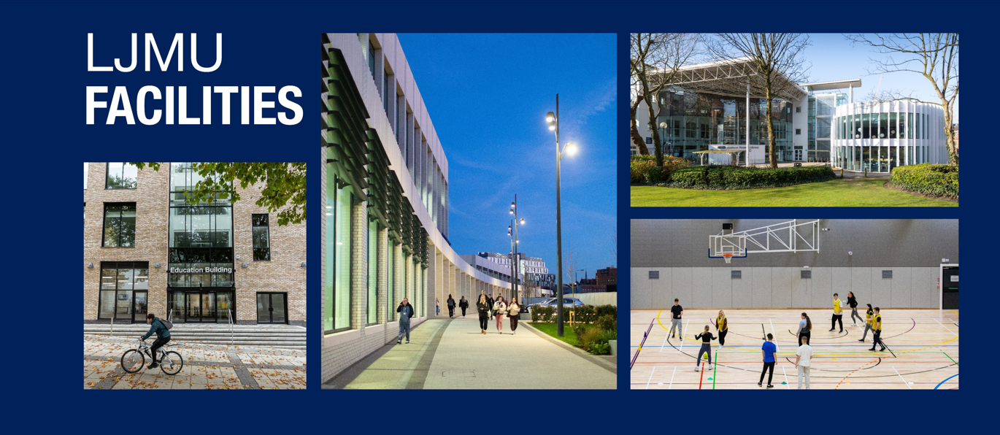 LJMU
FACILITIES
Education Building